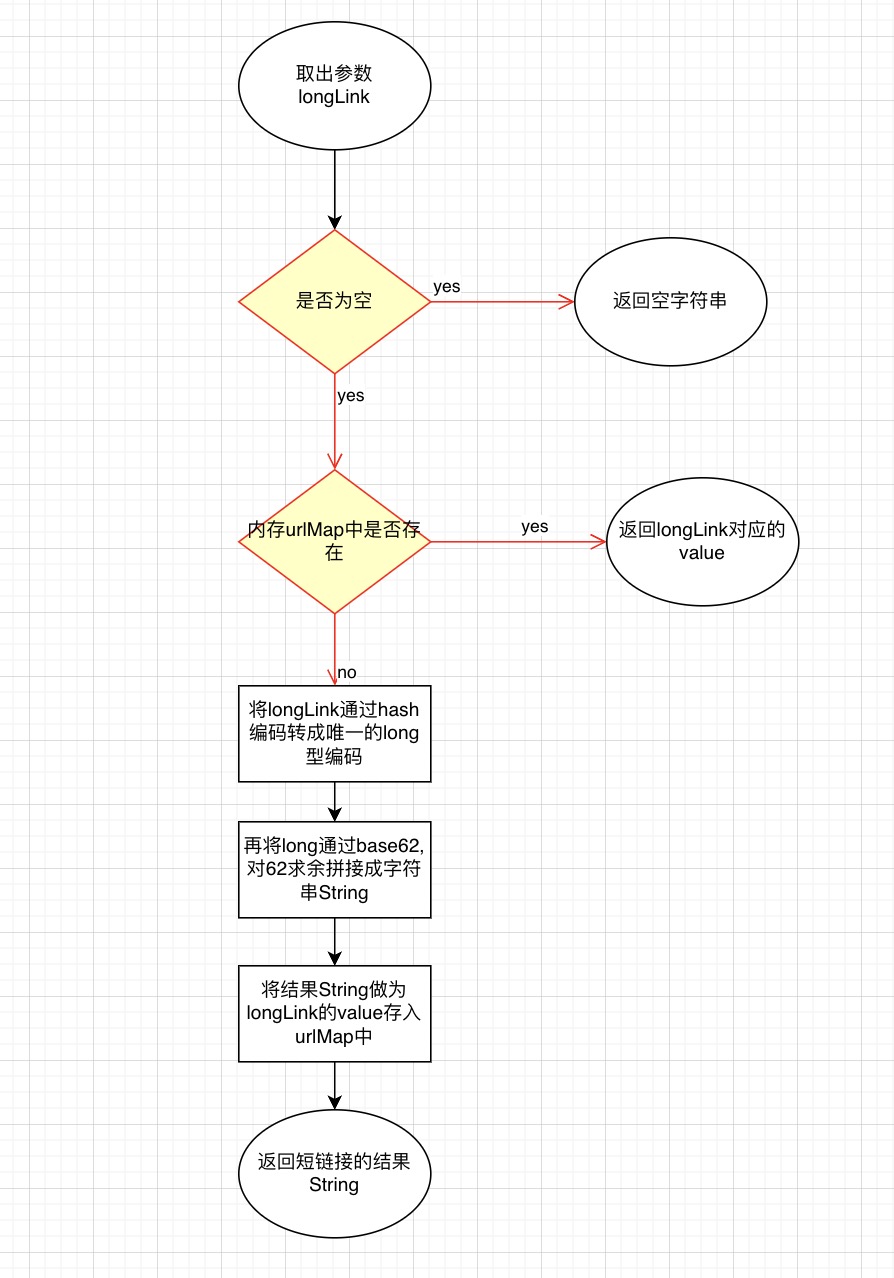 取出参数
longLink
是否为空
yes
返回空字符串
yes
内存urlMap中是否存
在
yes
返回longLink对应的
value
no
将longLink通过hash
编码转成唯一的long
型编码
再将long通过base62,
对62求余拼接成字符
串String
将结果String做为
longLink的value存入
urlMap中
返回短链接的结果
String